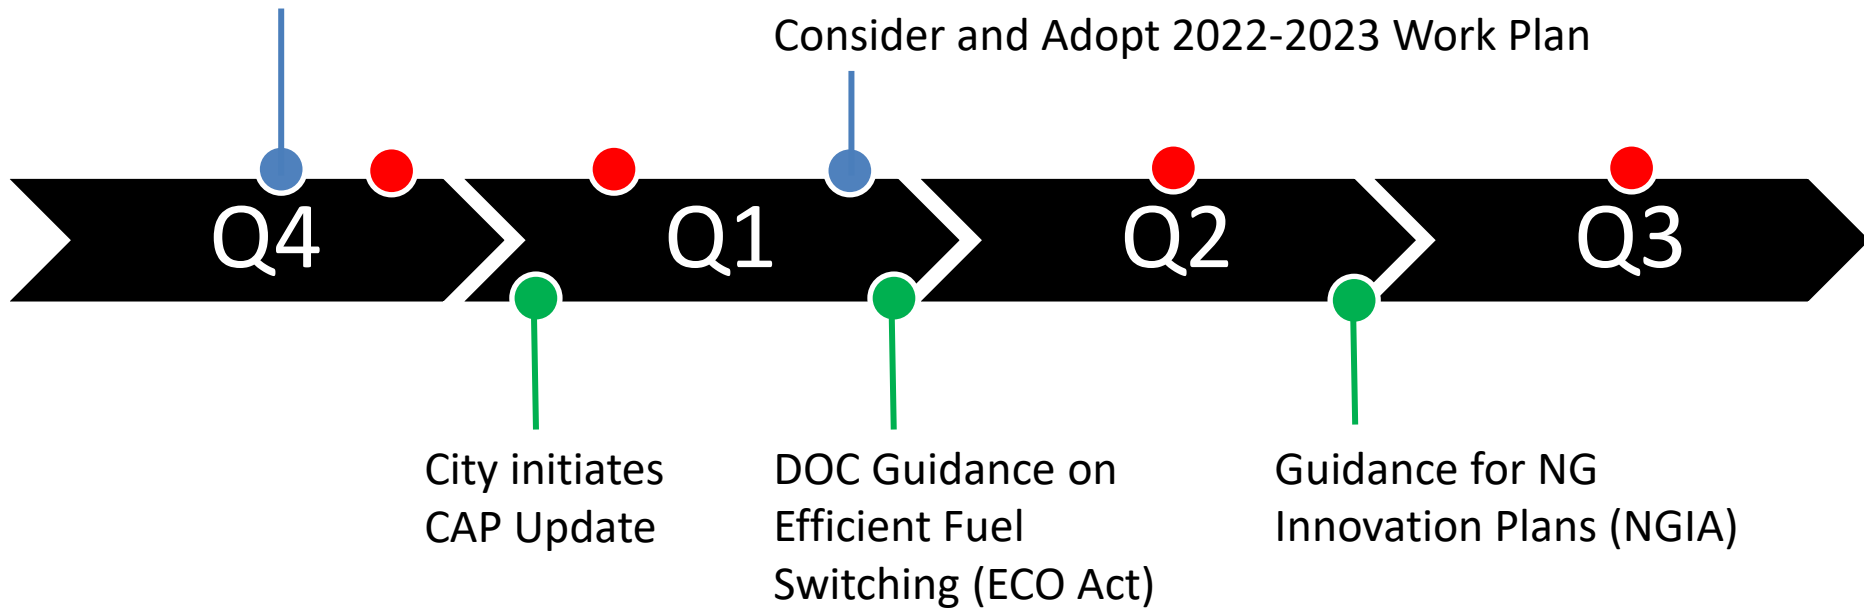 Consider and Adopt 2022-2023 Work Plan
Q4
Q1
Q2
Q3
City initiates
CAP Update
DOC Guidance on
Efficient Fuel
Switching (ECO Act)
Guidance for NG
Innovation Plans (NGIA)